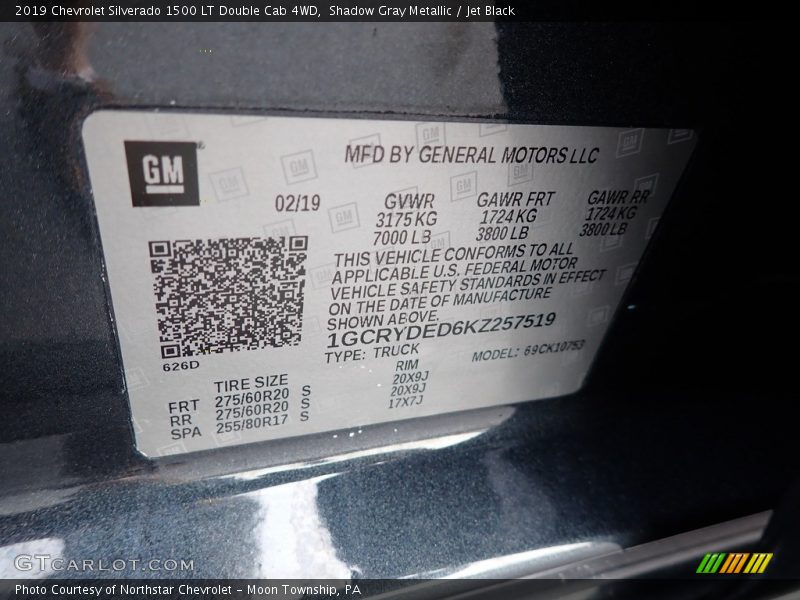 2019 Chevrolet Silverado 1500 LT Double Cab 4WD, Shadow Gray Metallic / Jet Black
GM
MFD BY GENERAL MOTORS LLC
02/19
GVWR GAWR FRT GAWR RR
3175 KG 1724 KG 1724 KG
7000 LB 3800 LB 3800 LB
THIS VEHICLE CONFORMS TO ALL
APPLICABLE U.S. FEDERAL MOTOR
VEHICLE SAFETY STANDARDS IN EFFECT
ON THE DATE OF MANUFACTURE
SHOWN ABOVE.
1GCRYDED6KZ257519
626D
TYPE: TRUCK MODEL: 69CK10753
TIRE SIZE RIM
FRT 275/60R20 S 20X9J
RR 275/60R20 S 20X9J
SPA 255/80R17 S 17X7J
GTCARLOT.COM
Photo Courtesy of Northstar Chevrolet – Moon Township, PA